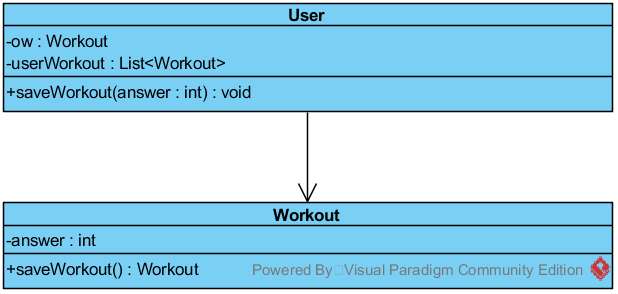 User
-ow : Workout
-userWorkout : List<Workout>
+saveWorkout(answer : int) : void
Workout
-answer : int
+saveWorkout() : Workout
Powered By Visual Paradigm Community Edition